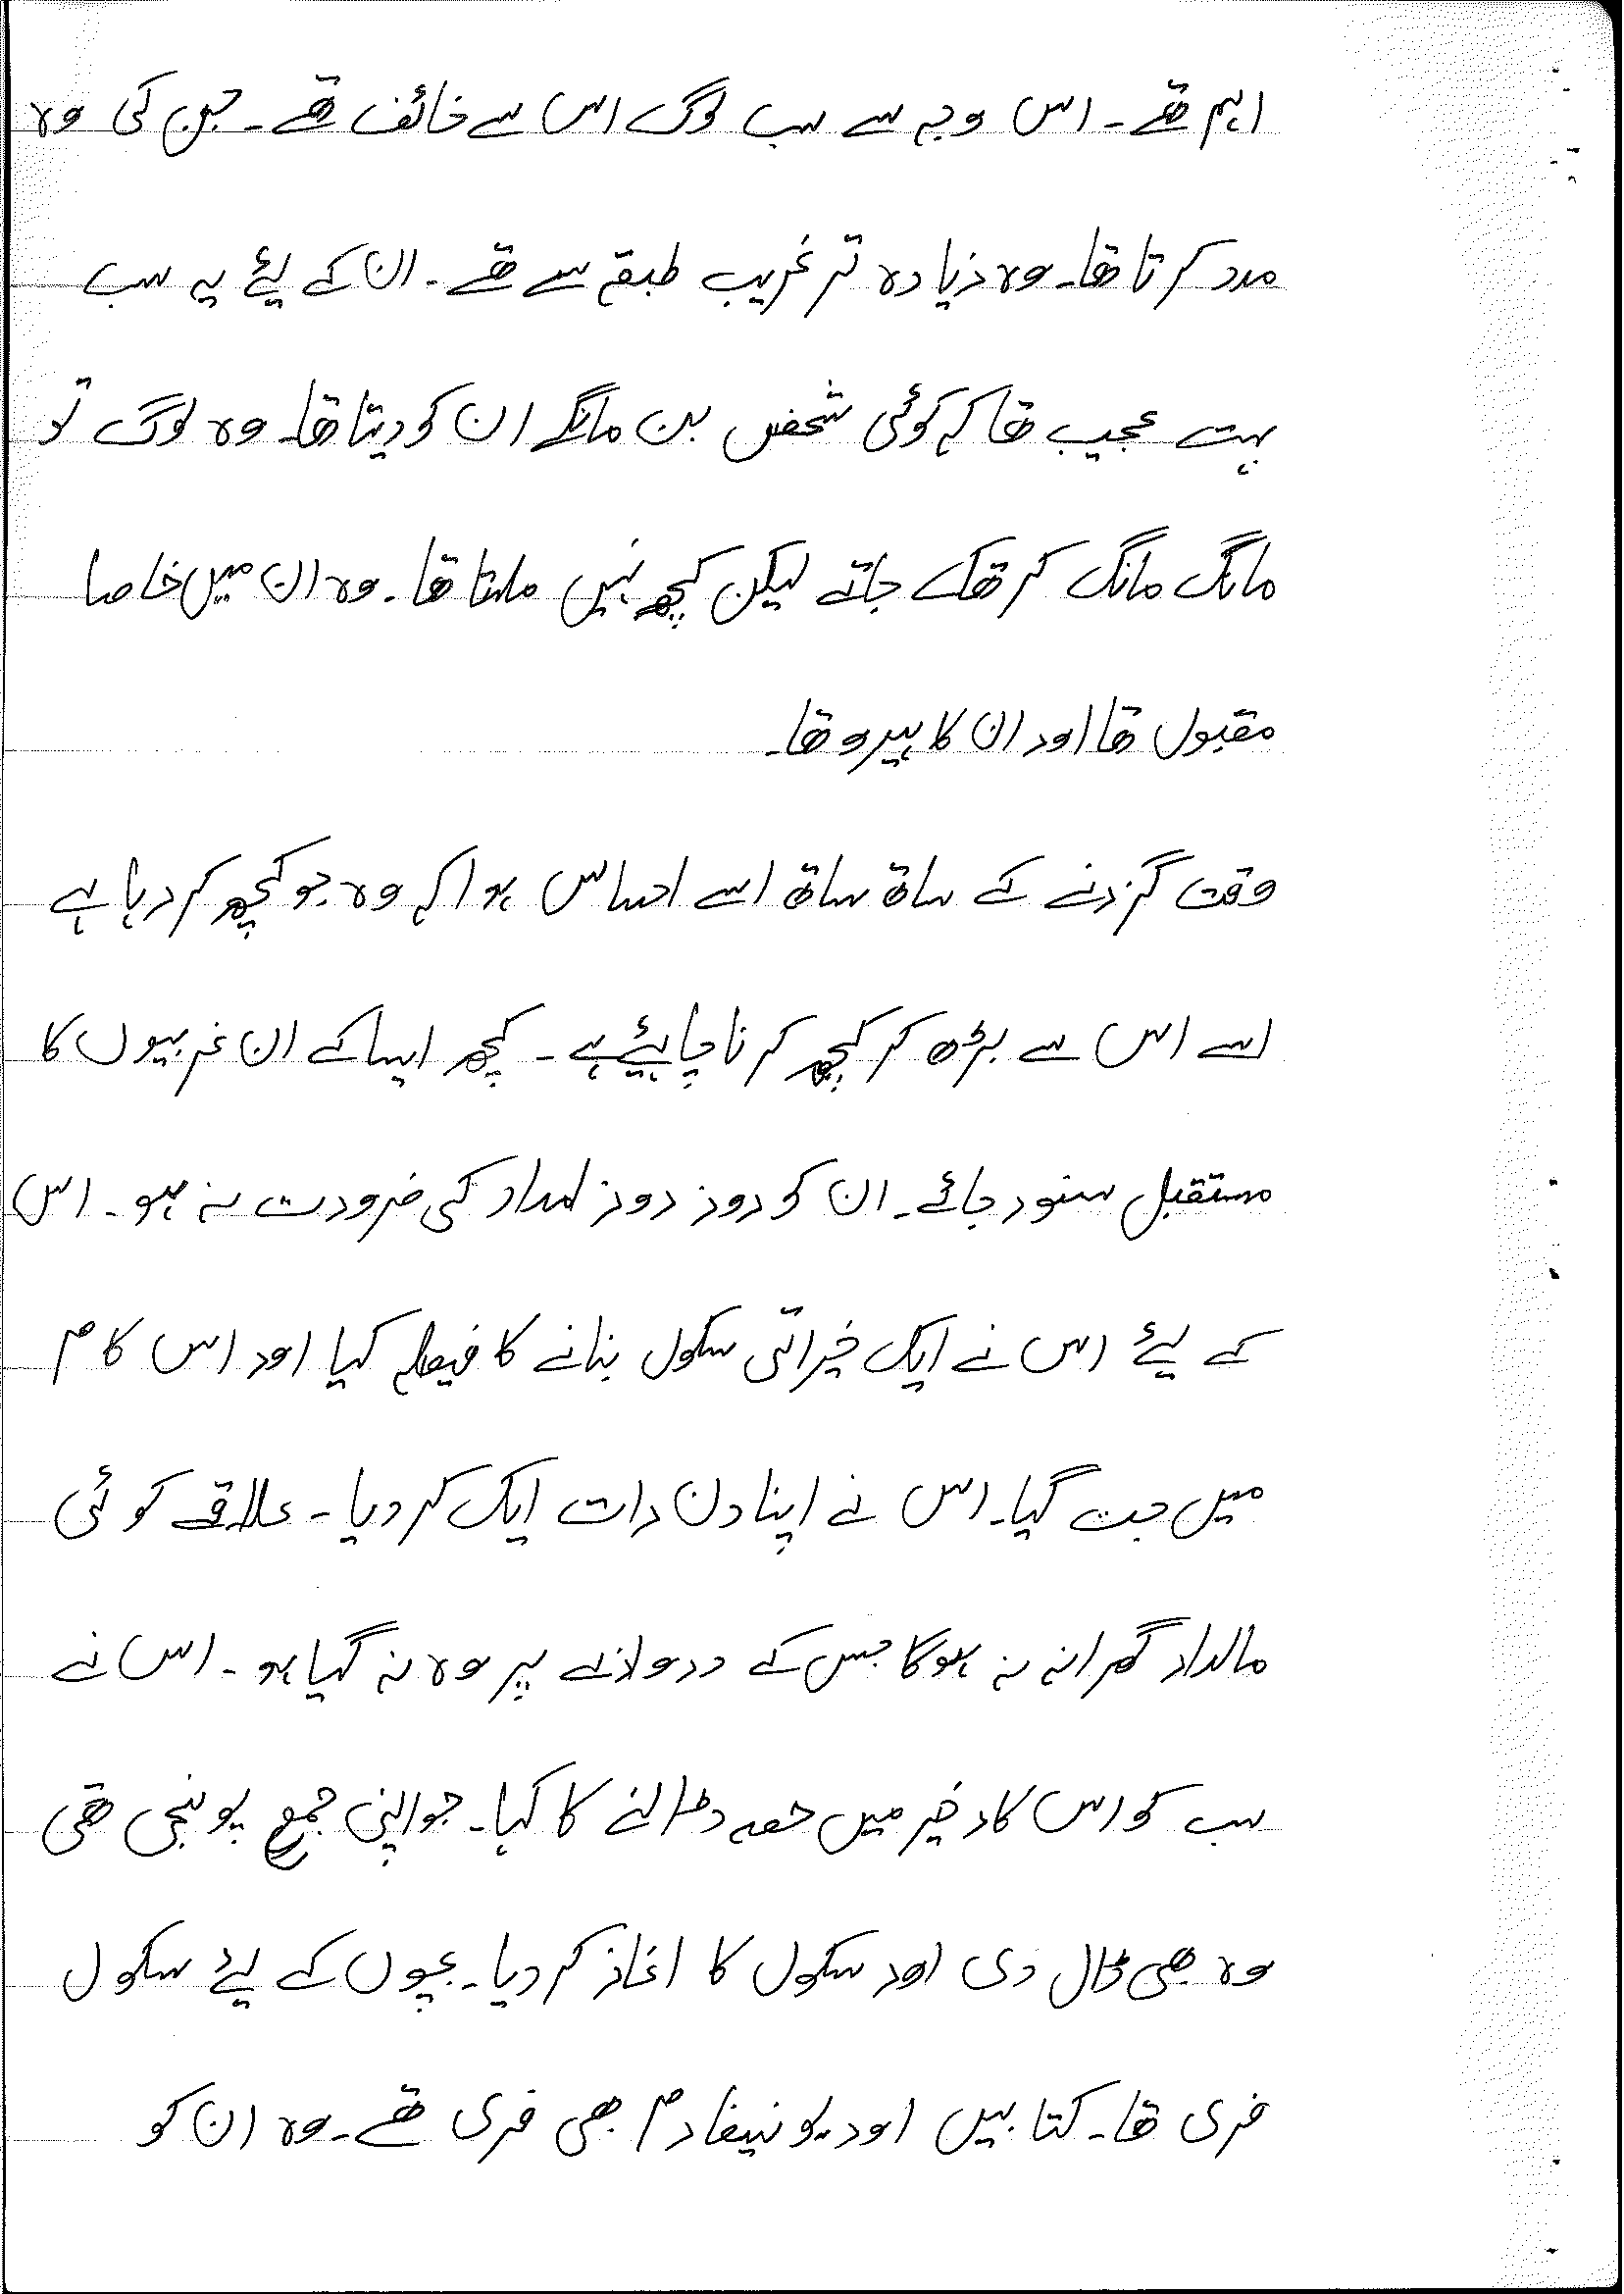 اہم تھے۔ اس وجہ سے سب لوگ اس سے خائف تھے۔ جن کی وہ
مدد کرتا تھا۔ وہ زیادہ تر غریب طبقہ سے تھے۔ ان کے لئے یہ سب
بہت عجیب تھا کہ کوئی شخص بن مانگے ان کو دیتا تھا۔ وہ لوگ تو
مانگ مانگ کر تھک جاتے لیکن کچھ نہیں ملتا تھا۔ وہ ان میں خاصا
مقبول تھا اور ان کا ہیرو تھا۔
وقت گزرنے کے ساتھ ساتھ اسے احساس ہوا کہ وہ جو کچھ کر رہا ہے
اسے اس سے بڑھ کر کچھ کرنا چاہیئے ہے۔ کچھ ایسا کے ان غریبوں کا
مستقبل سنور جائے۔ ان کو روز روز امداد کی ضرورت نہ ہو۔ اس
کے لئے اس نے ایک خیراتی سکول بنانے کا فیصلہ کیا اور اس کام
میں جت گیا۔ اس نے اپنا دن رات ایک کر دیا۔ علاقے کوئی
مالدار گھرانہ نہ ہوگا جس کے دروازے پر وہ نہ گیا ہو۔ اس نے
سب کو اس کار خیر میں حصہ ڈالنے کا کہا۔ جو اپنی جمع پونجی تھی
وہ بھی ڈال دی اور سکول کا اغاز کر دیا۔ بچوں کے لئے سکول
فری تھا۔ کتابیں اور یونیفارم بھی فری تھے۔ وہ ان کو